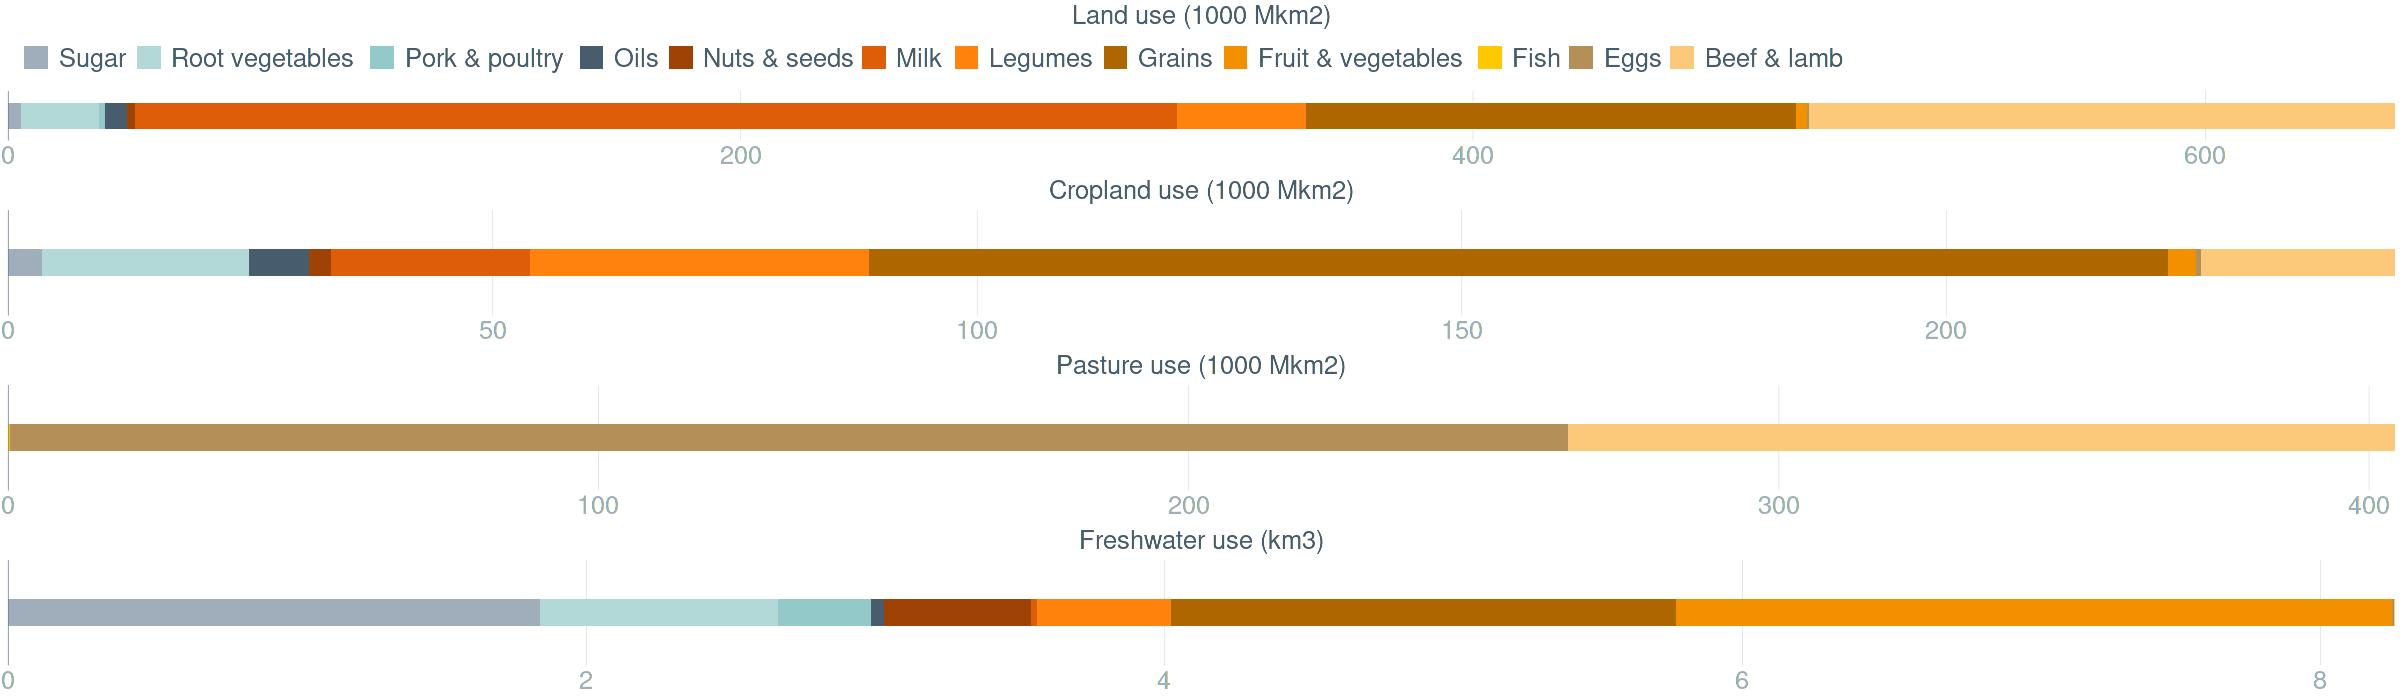 Land use (1000 Mkm2)
Sugar Root vegetables Pork & poultry Oils Nuts & seeds Milk Legumes Grains Fruit & vegetables Fish Eggs Beef & lamb
0 200 400 600
Cropland use (1000 Mkm2)
0 50 100 150 200
Pasture use (1000 Mkm2)
0 100 200 300 400
Freshwater use (km3)
0 2 4 6 8